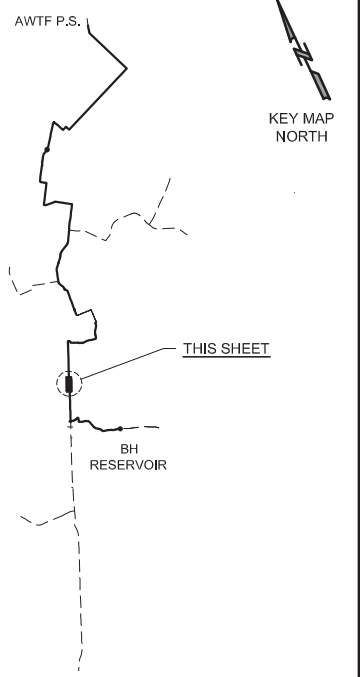 AWTF P.S.
KEY MAP
NORTH
THIS SHEET
BH
RESERVOIR